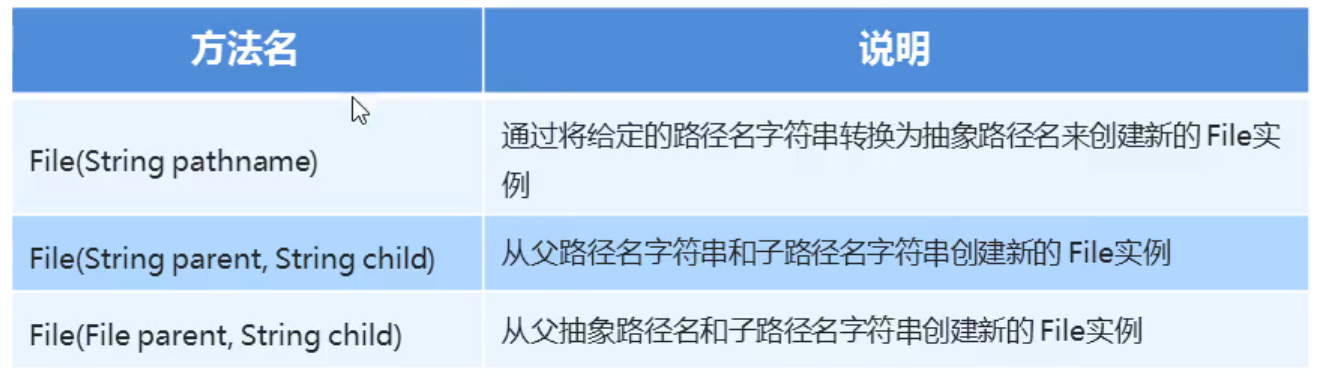 方法名 说明
File(String pathname) 通过将给定的路径名字符串转换为抽象路径名来创建新的 File实
例
File(String parent, String child) 从父路径名字符串和子路径名字符串创建新的 File实例
File(File parent, String child) 从父抽象路径名和子路径名字符串创建新的 File实例